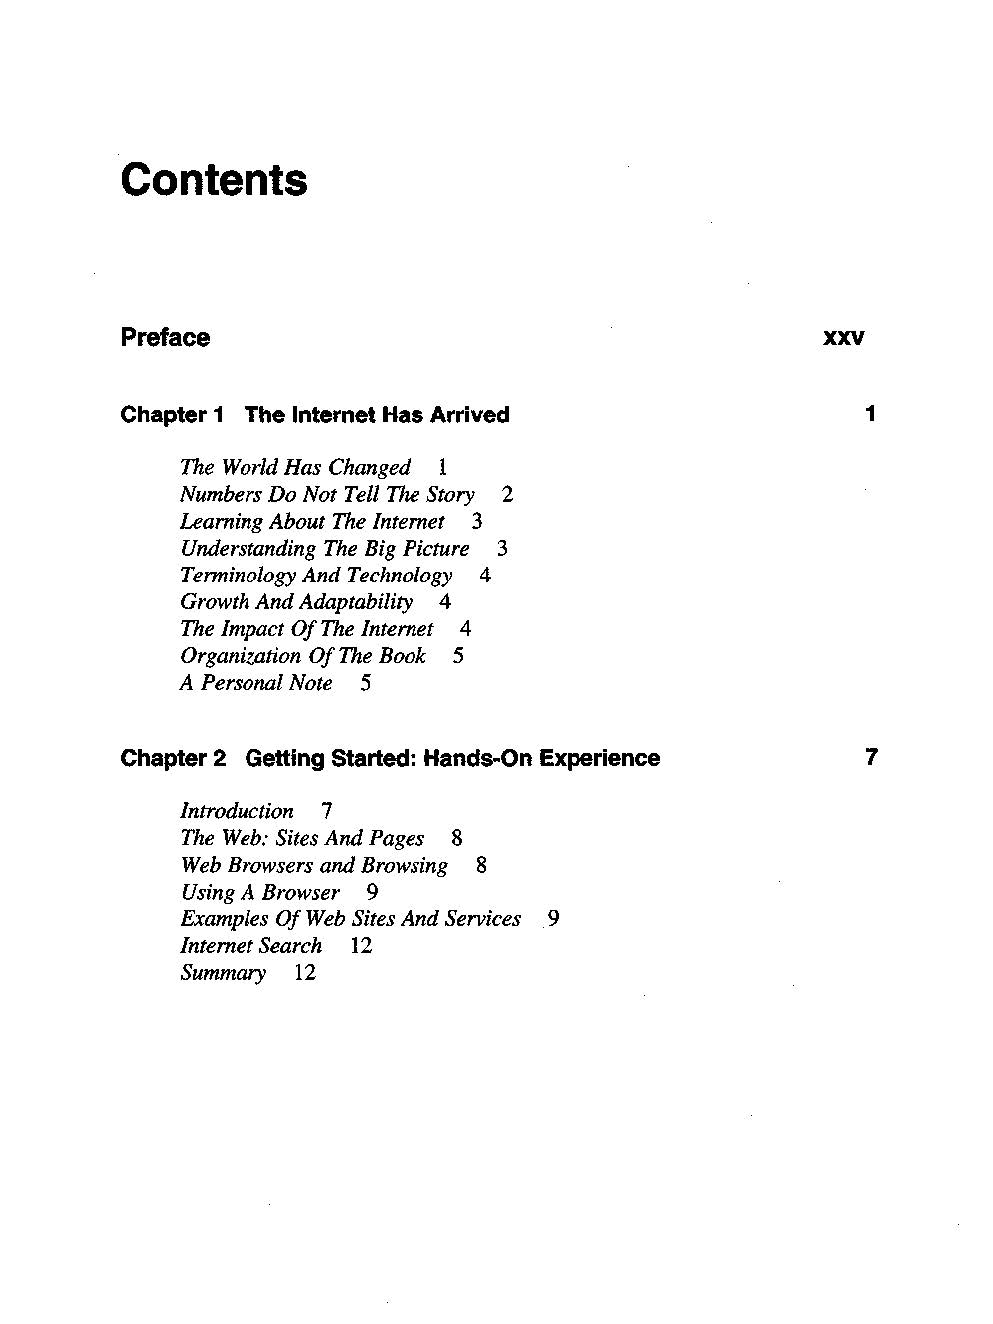 Contents
Preface xxv
Chapter 1 The Internet Has Arrived 1
The World Has Changed 1
Numbers Do Not Tell The Story 2
Learning About The Internet 3
Understanding The Big Picture 3
Terminology And Technology 4
Growth And Adaptability 4
The Impact Of The Internet 4
Organization Of The Book 5
A Personal Note 5
Chapter 2 Getting Started: Hands-On Experience 7
Introduction 7
The Web: Sites And Pages 8
Web Browsers and Browsing 8
Using A Browser 9
Examples Of Web Sites And Services 9
Internet Search 12
Summary 12